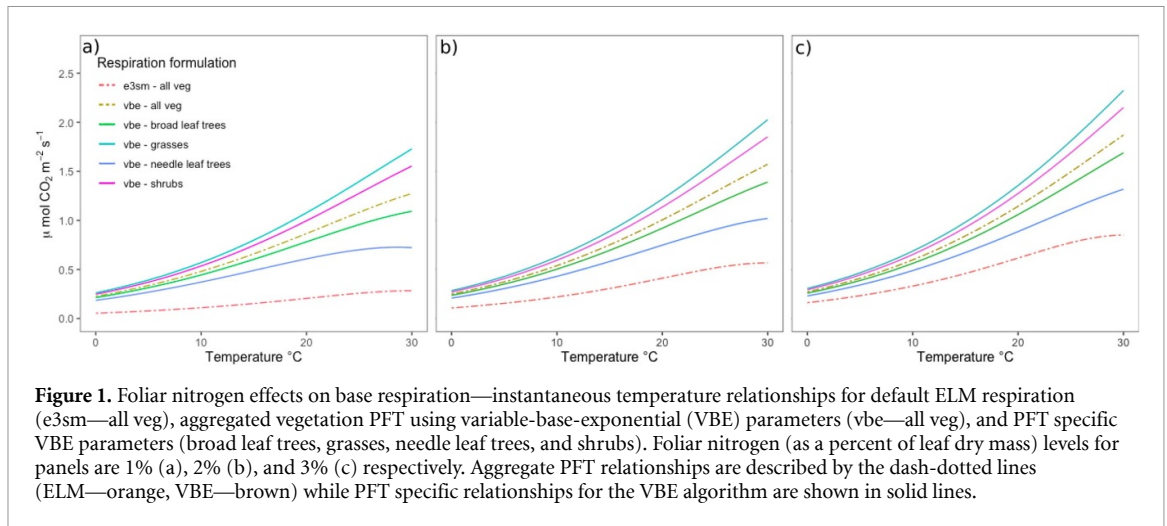 a)
b)
c)
Respiration formulation
e3sm - all veg
vbe - all veg
vbe - broad leaf trees
vbe - grasses
vbe - needle leaf trees
vbe - shrubs
μ mol CO₂ m⁻² s⁻¹
2.5
2.0
1.5
1.0
0.5
0.0
0 10 20 30
0 10 20 30
0 10 20 30
Temperature °C
Temperature °C
Temperature °C
Figure 1. Foliar nitrogen effects on base respiration—instantaneous temperature relationships for default ELM respiration
(e3sm—all veg), aggregated vegetation PFT using variable-base-exponential (VBE) parameters (vbe—all veg), and PFT specific
VBE parameters (broad leaf trees, grasses, needle leaf trees, and shrubs). Foliar nitrogen (as a percent of leaf dry mass) levels for
panels are 1% (a), 2% (b), and 3% (c) respectively. Aggregate PFT relationships are described by the dash-dotted lines
(ELM—orange, VBE—brown) while PFT specific relationships for the VBE algorithm are shown in solid lines.